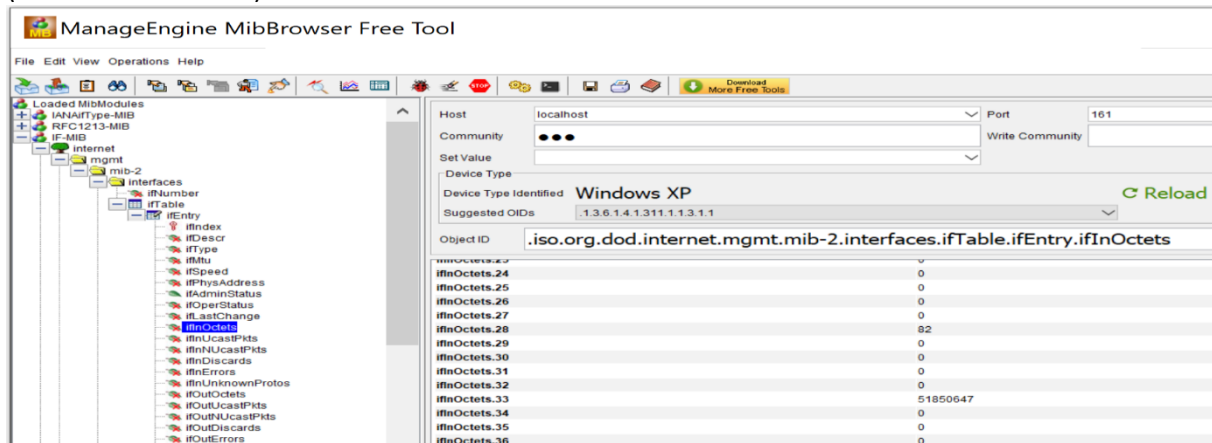 ManageEngine MibBrowser Free Tool
File Edit View Operations Help
STOP
Download
More Free Tools
Loaded MibModules
IANAifType-MIB
RFC1213-MIB
IF-MIB
internet
mgmt
mib-2
interfaces
ifNumber
ifTable
ifEntry
ifIndex
ifDescr
ifType
ifMtu
ifSpeed
ifPhysAddress
ifAdminStatus
ifOperStatus
ifLastChange
ifInOctets
ifInUcastPkts
ifInNUcastPkts
ifInDiscards
ifInErrors
ifInUnknownProtos
ifOutOctets
ifOutUcastPkts
ifOutNUcastPkts
ifOutDiscards
ifOutErrors
Host localhost Port 161
Community ●●● Write Community
Set Value
Device Type
Device Type Identified Windows XP Reload
Suggested OIDs .1.3.6.1.4.1.311.1.1.3.1.1
Object ID .iso.org.dod.internet.mgmt.mib-2.interfaces.ifTable.ifEntry.ifInOctets
ifInOctets.24 0
ifInOctets.25 0
ifInOctets.26 0
ifInOctets.27 0
ifInOctets.28 82
ifInOctets.29 0
ifInOctets.30 0
ifInOctets.31 0
ifInOctets.32 0
ifInOctets.33 51850647
ifInOctets.34 0
ifInOctets.35 0
ifInOctets.36 0